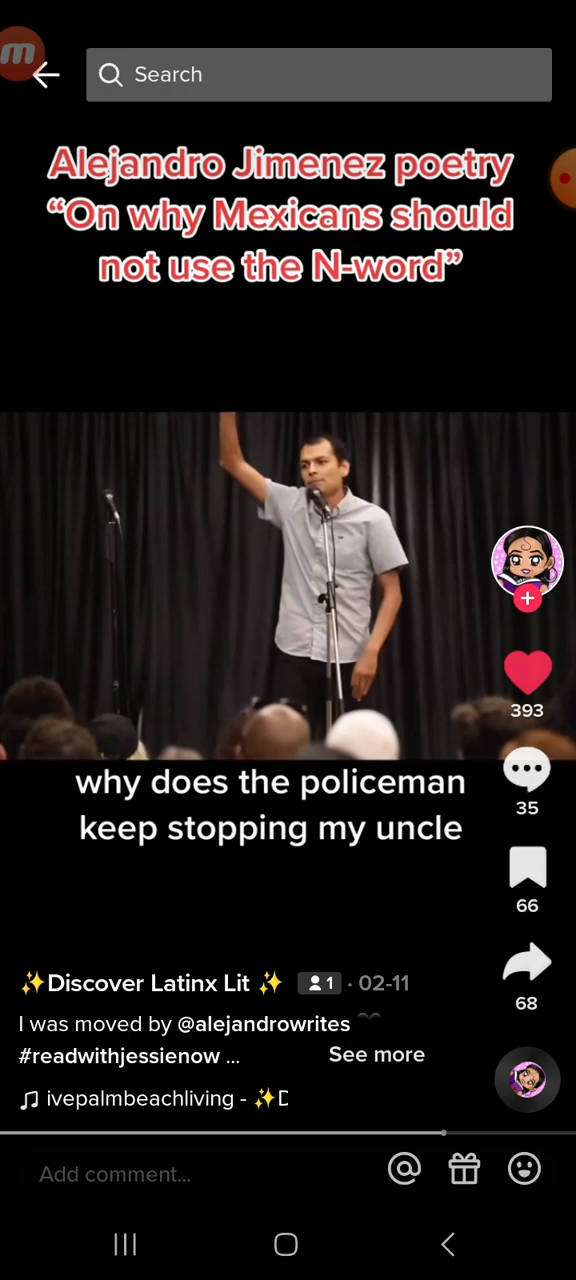 m
Search
Alejandro Jimenez poetry
“On why Mexicans should
not use the N-word”
393
why does the policeman
keep stopping my uncle
35
66
68
✨Discover Latinx Lit ✨ 1 · 02-11
I was moved by @alejandrowrites
#readwithjessienow ... See more
ivepalmbeachliving - ✨D
Add comment...